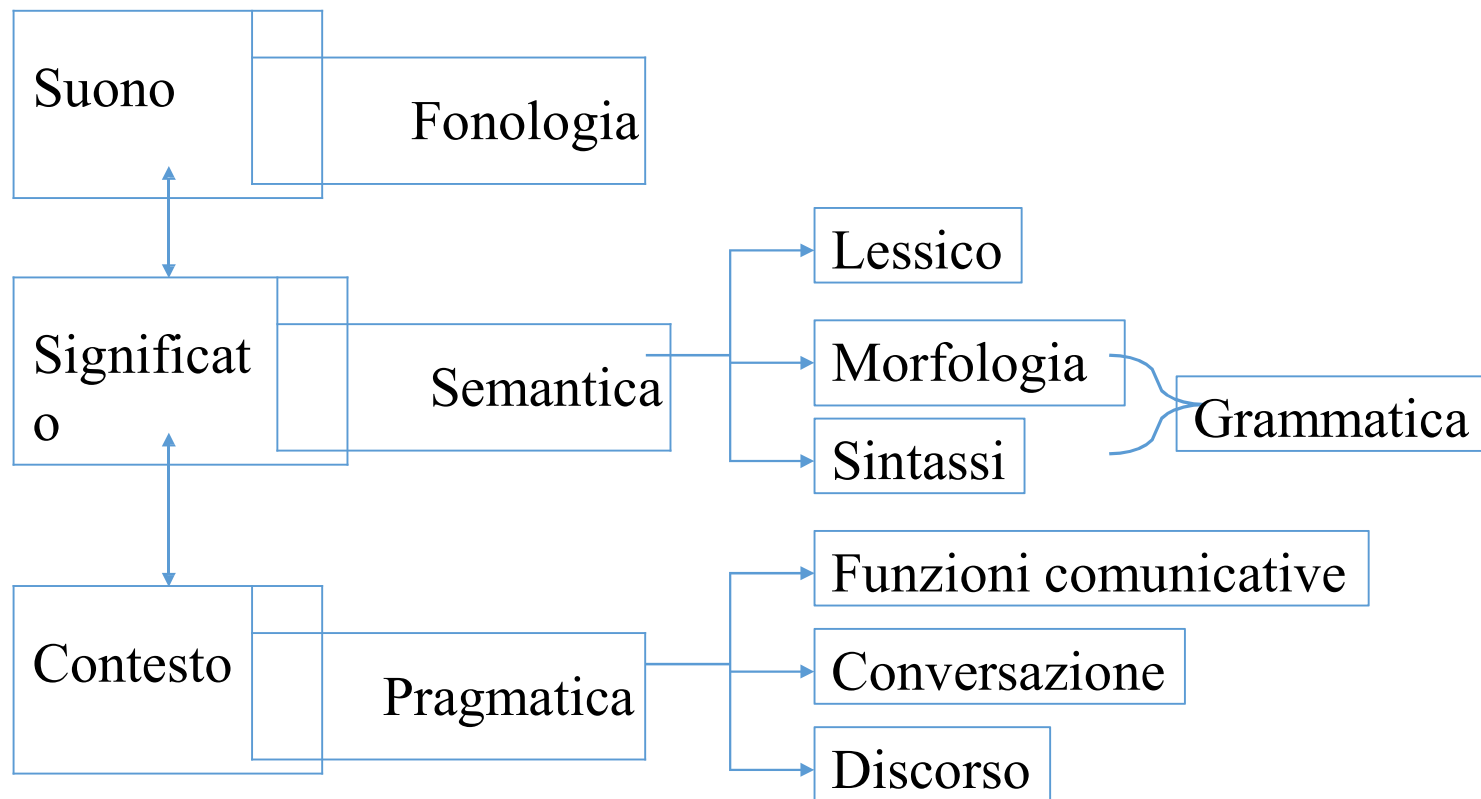 Suono
Fonologia
Significat
o
Semantica
Lessico
Morfologia
Sintassi
Grammatica
Contesto
Pragmatica
Funzioni comunicative
Conversazione
Discorso